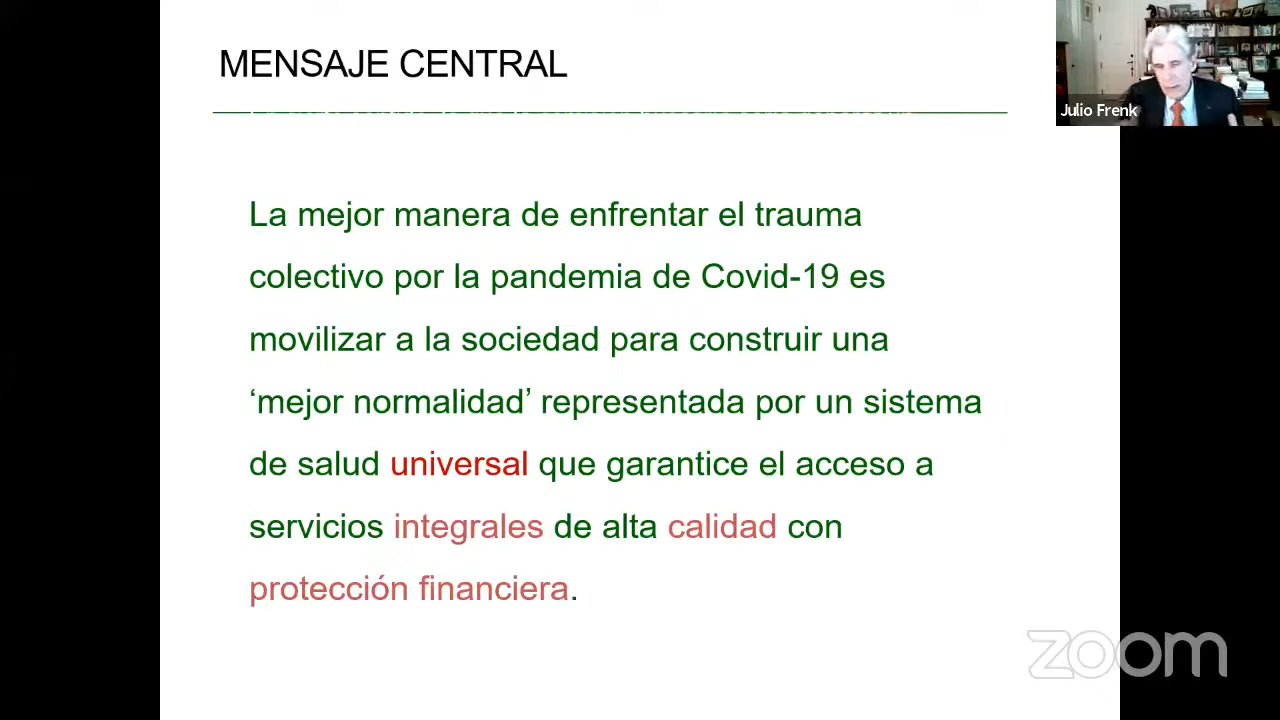 MENSAJE CENTRAL
Julio Frenk
La mejor manera de enfrentar el trauma
colectivo por la pandemia de Covid-19 es
movilizar a la sociedad para construir una
‘mejor normalidad’ representada por un sistema
de salud universal que garantice el acceso a
servicios integrales de alta calidad con
protección financiera.
zoom